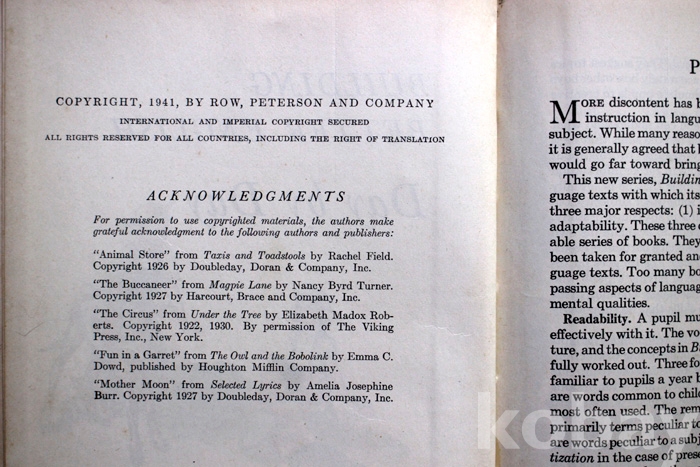 COPYRIGHT, 1941, BY ROW, PETERSON AND COMPANY
INTERNATIONAL AND IMPERIAL COPYRIGHT SECURED
ALL RIGHTS RESERVED FOR ALL COUNTRIES, INCLUDING THE RIGHT OF TRANSLATION
ACKNOWLEDGMENTS
For permission to use copyrighted materials, the authors make
grateful acknowledgment to the following authors and publishers:
"Animal Store" from Taxis and Toadstools by Rachel Field.
Copyright 1926 by Doubleday, Doran & Company, Inc.
"The Buccaneer" from Magpie Lane by Nancy Byrd Turner.
Copyright 1927 by Harcourt, Brace and Company, Inc.
"The Circus" from Under the Tree by Elizabeth Madox Rob-
erts. Copyright 1922, 1930. By permission of The Viking
Press, Inc., New York.
"Fun in a Garret" from The Owl and the Bobolink by Emma C.
Dowd, published by Houghton Mifflin Company.
"Mother Moon" from Selected Lyrics by Amelia Josephine
Burr. Copyright 1927 by Doubleday, Doran & Company, Inc.
P
MORE discontent has
instruction in langu
subject. While many reaso
it is generally agreed that
would go far toward bring
This new series, Buildin
guage texts with which its
three major respects: (1) i
adaptability. These three
able series of books. They
been taken for granted an
guage texts. Too many bo
passing aspects of languag
mental qualities.
Readability. A pupil mu
effectively with it. The vo
ture, and the concepts in B
fully worked out. Three fo
familiar to pupils a year b
are words common to chil
most often used. The rem
primarily terms peculiar to
are words peculiar to a subj
tization in the case of prese